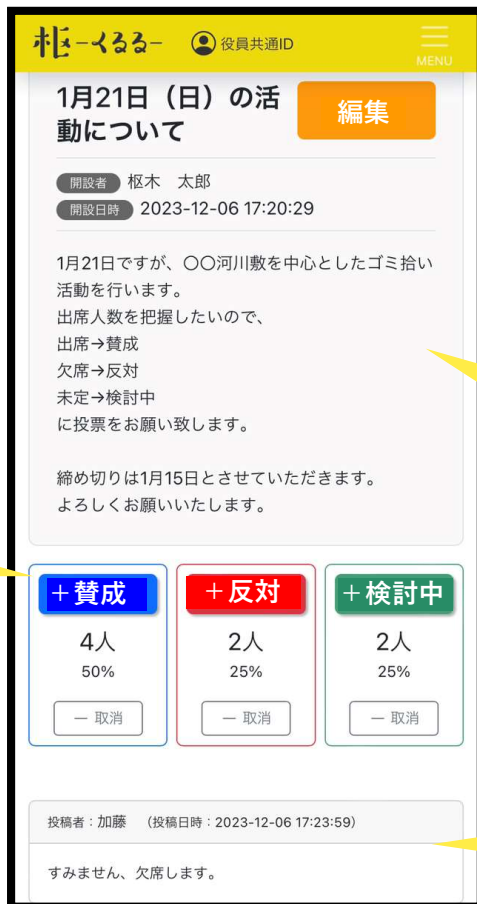 枢-くるる-
役員共通ID
MENU
1月21日（日）の活
動について
編集
開設者 枢木　太郎
開設日時 2023-12-06 17:20:29
1月21日ですが、〇〇河川敷を中心としたゴミ拾い
活動を行います。
出席人数を把握したいので、
出席→賛成
欠席→反対
未定→検討中
に投票をお願い致します。
締め切りは1月15日とさせていただきます。
よろしくお願いいたします。
＋賛成
＋反対
＋検討中
4人
2人
2人
50%
25%
25%
− 取消
− 取消
− 取消
投稿者：加藤　（投稿日時：2023-12-06 17:23:59）
すみません、欠席します。